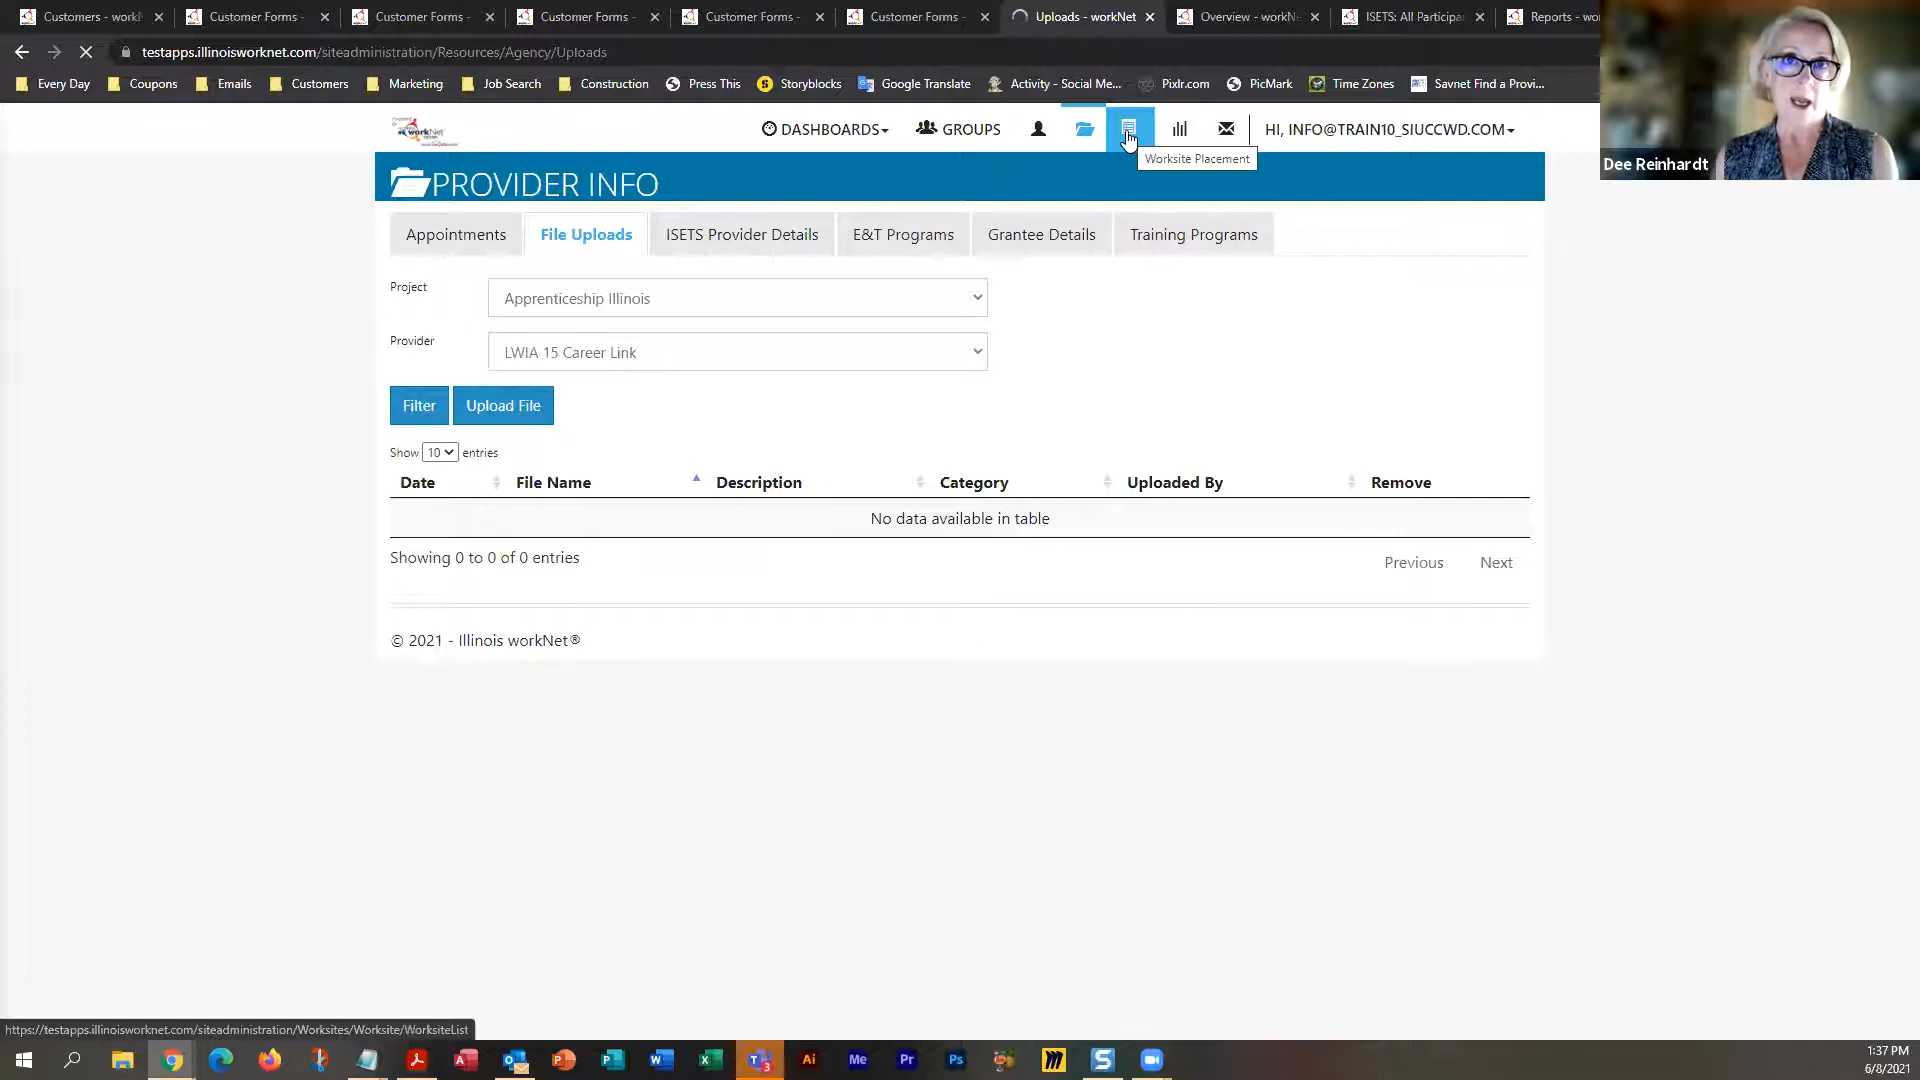 Customers - workl
Customer Forms -
Customer Forms -
Customer Forms -
Customer Forms -
Customer Forms -
Uploads - workNet
Overview - workNe
ISETS: All Participa
Reports - wo
testapps.illinoisworknet.com/siteadministration/Resources/Agency/Uploads
Every Day
Coupons
Emails
Customers
Marketing
Job Search
Construction
Press This
Storyblocks
Google Translate
Activity - Social Me...
Pixlr.com
PicMark
Time Zones
Savnet Find a Provi...
workNet
DASHBOARDS
GROUPS
HI, INFO@TRAIN10_SIUCCWD.COM
Worksite Placement
Dee Reinhardt
PROVIDER INFO
Appointments
File Uploads
ISETS Provider Details
E&T Programs
Grantee Details
Training Programs
Project
Apprenticeship Illinois
Provider
LWIA 15 Career Link
Filter
Upload File
Show 10 entries
Date
File Name
Description
Category
Uploaded By
Remove
No data available in table
Showing 0 to 0 of 0 entries
Previous
Next
© 2021 - Illinois workNet®
https://testapps.illinoisworknet.com/siteadministration/Worksites/Worksite/WorksiteList
1:37 PM
6/8/2021